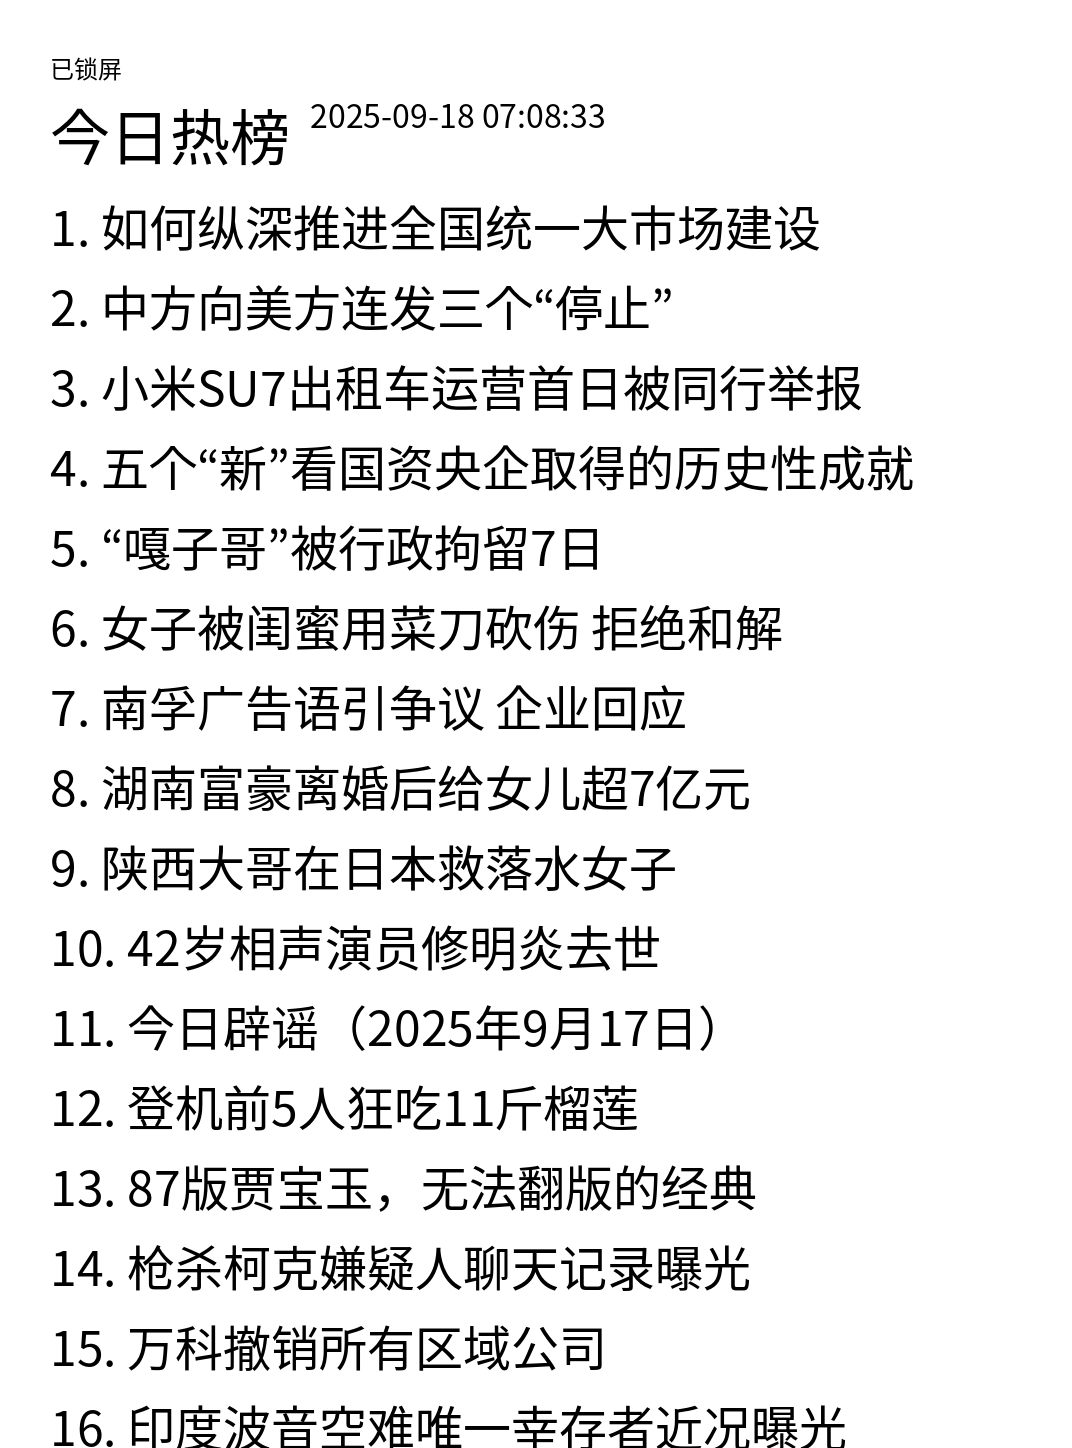 已锁屏
今日热榜 2025-09-18 07:08:33
1. 如何纵深推进全国统一大市场建设
2. 中方向美方连发三个“停止”
3. 小米SU7出租车运营首日被同行举报
4. 五个“新”看国资央企取得的历史性成就
5. “嘎子哥”被行政拘留7日
6. 女子被闺蜜用菜刀砍伤 拒绝和解
7. 南孚广告语引争议 企业回应
8. 湖南富豪离婚后给女儿超7亿元
9. 陕西大哥在日本救落水女子
10. 42岁相声演员修明炎去世
11. 今日辟谣（2025年9月17日）
12. 登机前5人狂吃11斤榴莲
13. 87版贾宝玉，无法翻版的经典
14. 枪杀柯克嫌疑人聊天记录曝光
15. 万科撤销所有区域公司
16. 印度波音空难唯一幸存者近况曝光